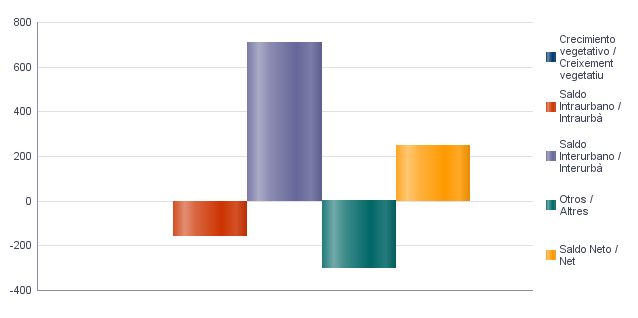 800
600
400
200
0
-200
-400
Crecimiento
vegetativo /
Creixement
vegetatiu
Saldo
Intraurbano /
Intraurbà
Saldo
Interurbano /
Interurbà
Otros /
Altres
Saldo Neto /
Net